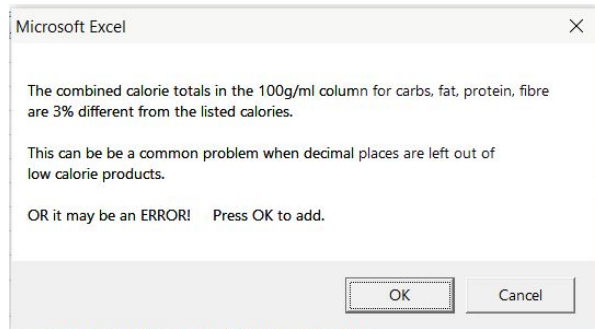 Microsoft Excel
The combined calorie totals in the 100g/ml column for carbs, fat, protein, fibre
are 3% different from the listed calories.
This can be be a common problem when decimal places are left out of
low calorie products.
OR it may be an ERROR! Press OK to add.
OK Cancel